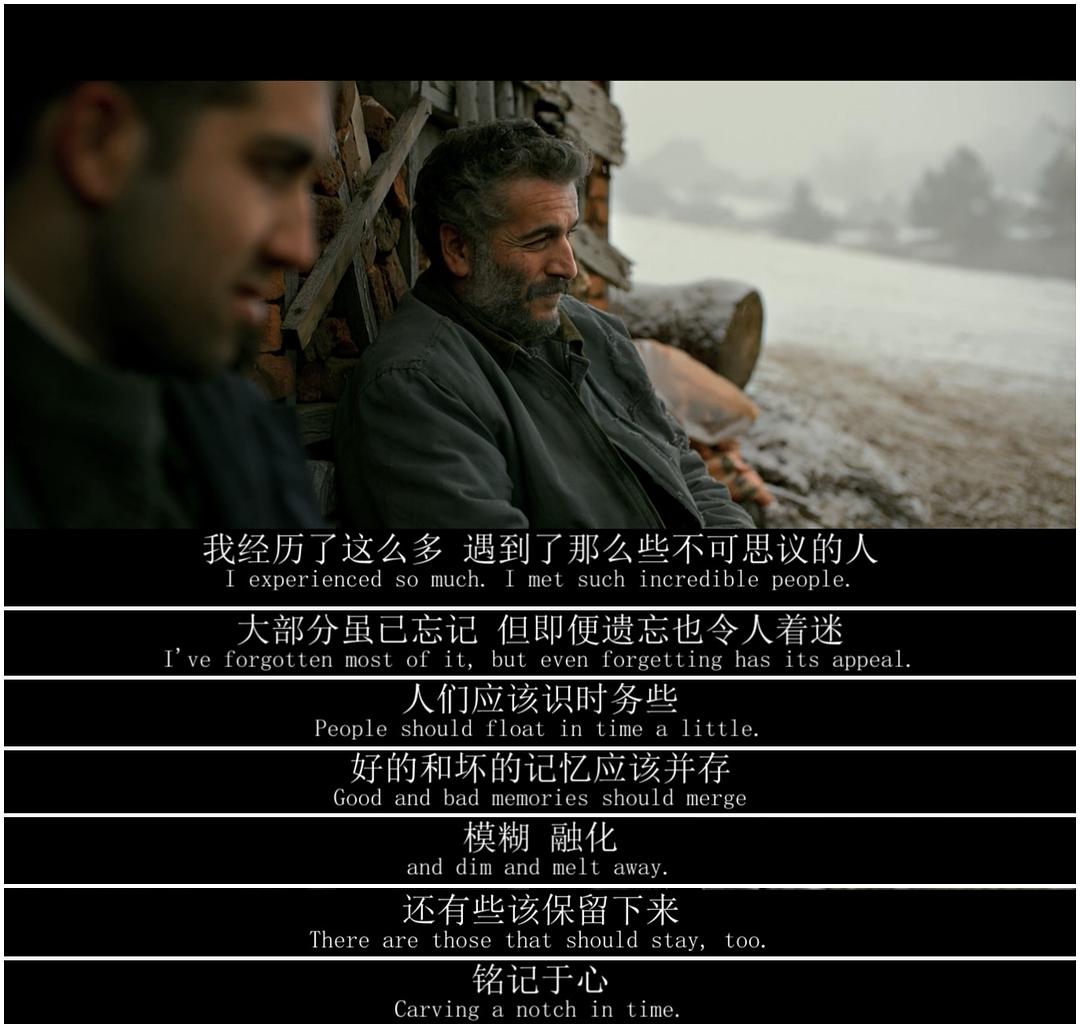 我经历了这么多 遇到了那么些不可思议的人
I experienced so much. I met such incredible people.
大部分虽已忘记 但即便遗忘也令人着迷
I've forgotten most of it, but even forgetting has its appeal.
人们应该识时务些
People should float in time a little.
好的和坏的记忆应该并存
Good and bad memories should merge
模糊 融化
and dim and melt away.
还有些该保留下来
There are those that should stay, too.
铭记于心
Carving a notch in time.